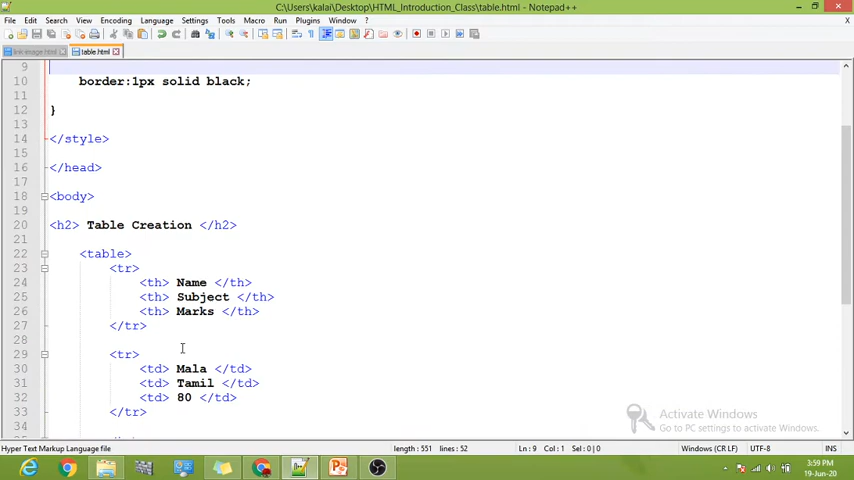 C:\Users\kalai\Desktop\HTML_Introduction_Class\table.html - Notepad++
File Edit Search View Encoding Language Settings Tools Macro Run Plugins Window ? X
link image.html table.html
9
10 border:1px solid black;
11
12 }
13
14 </style>
15
16 </head>
17
18 <body>
19
20 <h2> Table Creation </h2>
21
22 <table>
23 <tr>
24 <th> Name </th>
25 <th> Subject </th>
26 <th> Marks </th>
27 </tr>
28
29 <tr>
30 <td> Mala </td>
31 <td> Tamil </td>
32 <td> 80 </td>
33 </tr>
Activate Windows
Go to PC settings to activate Windows.
Hyper Text Markup Language file length : 551 lines : 52 Ln : 9 Col : 1 Sel : 0 | 0 Windows (CR LF) UTF-8 INS
3:59 PM
19-Jun-20